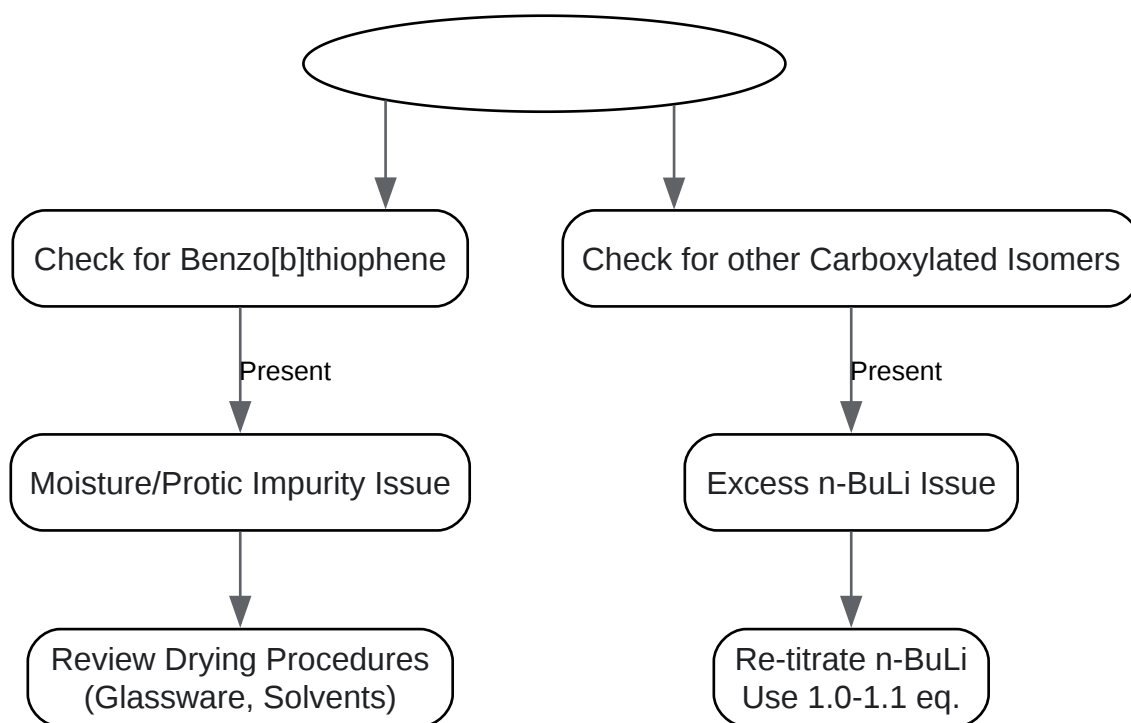 Check for Benzo[b]thiophene
Check for other Carboxylated Isomers
Present
Present
Moisture/Protic Impurity Issue
Excess n-BuLi Issue
Review Drying Procedures
(Glassware, Solvents)
Re-titrate n-BuLi
Use 1.0-1.1 eq.